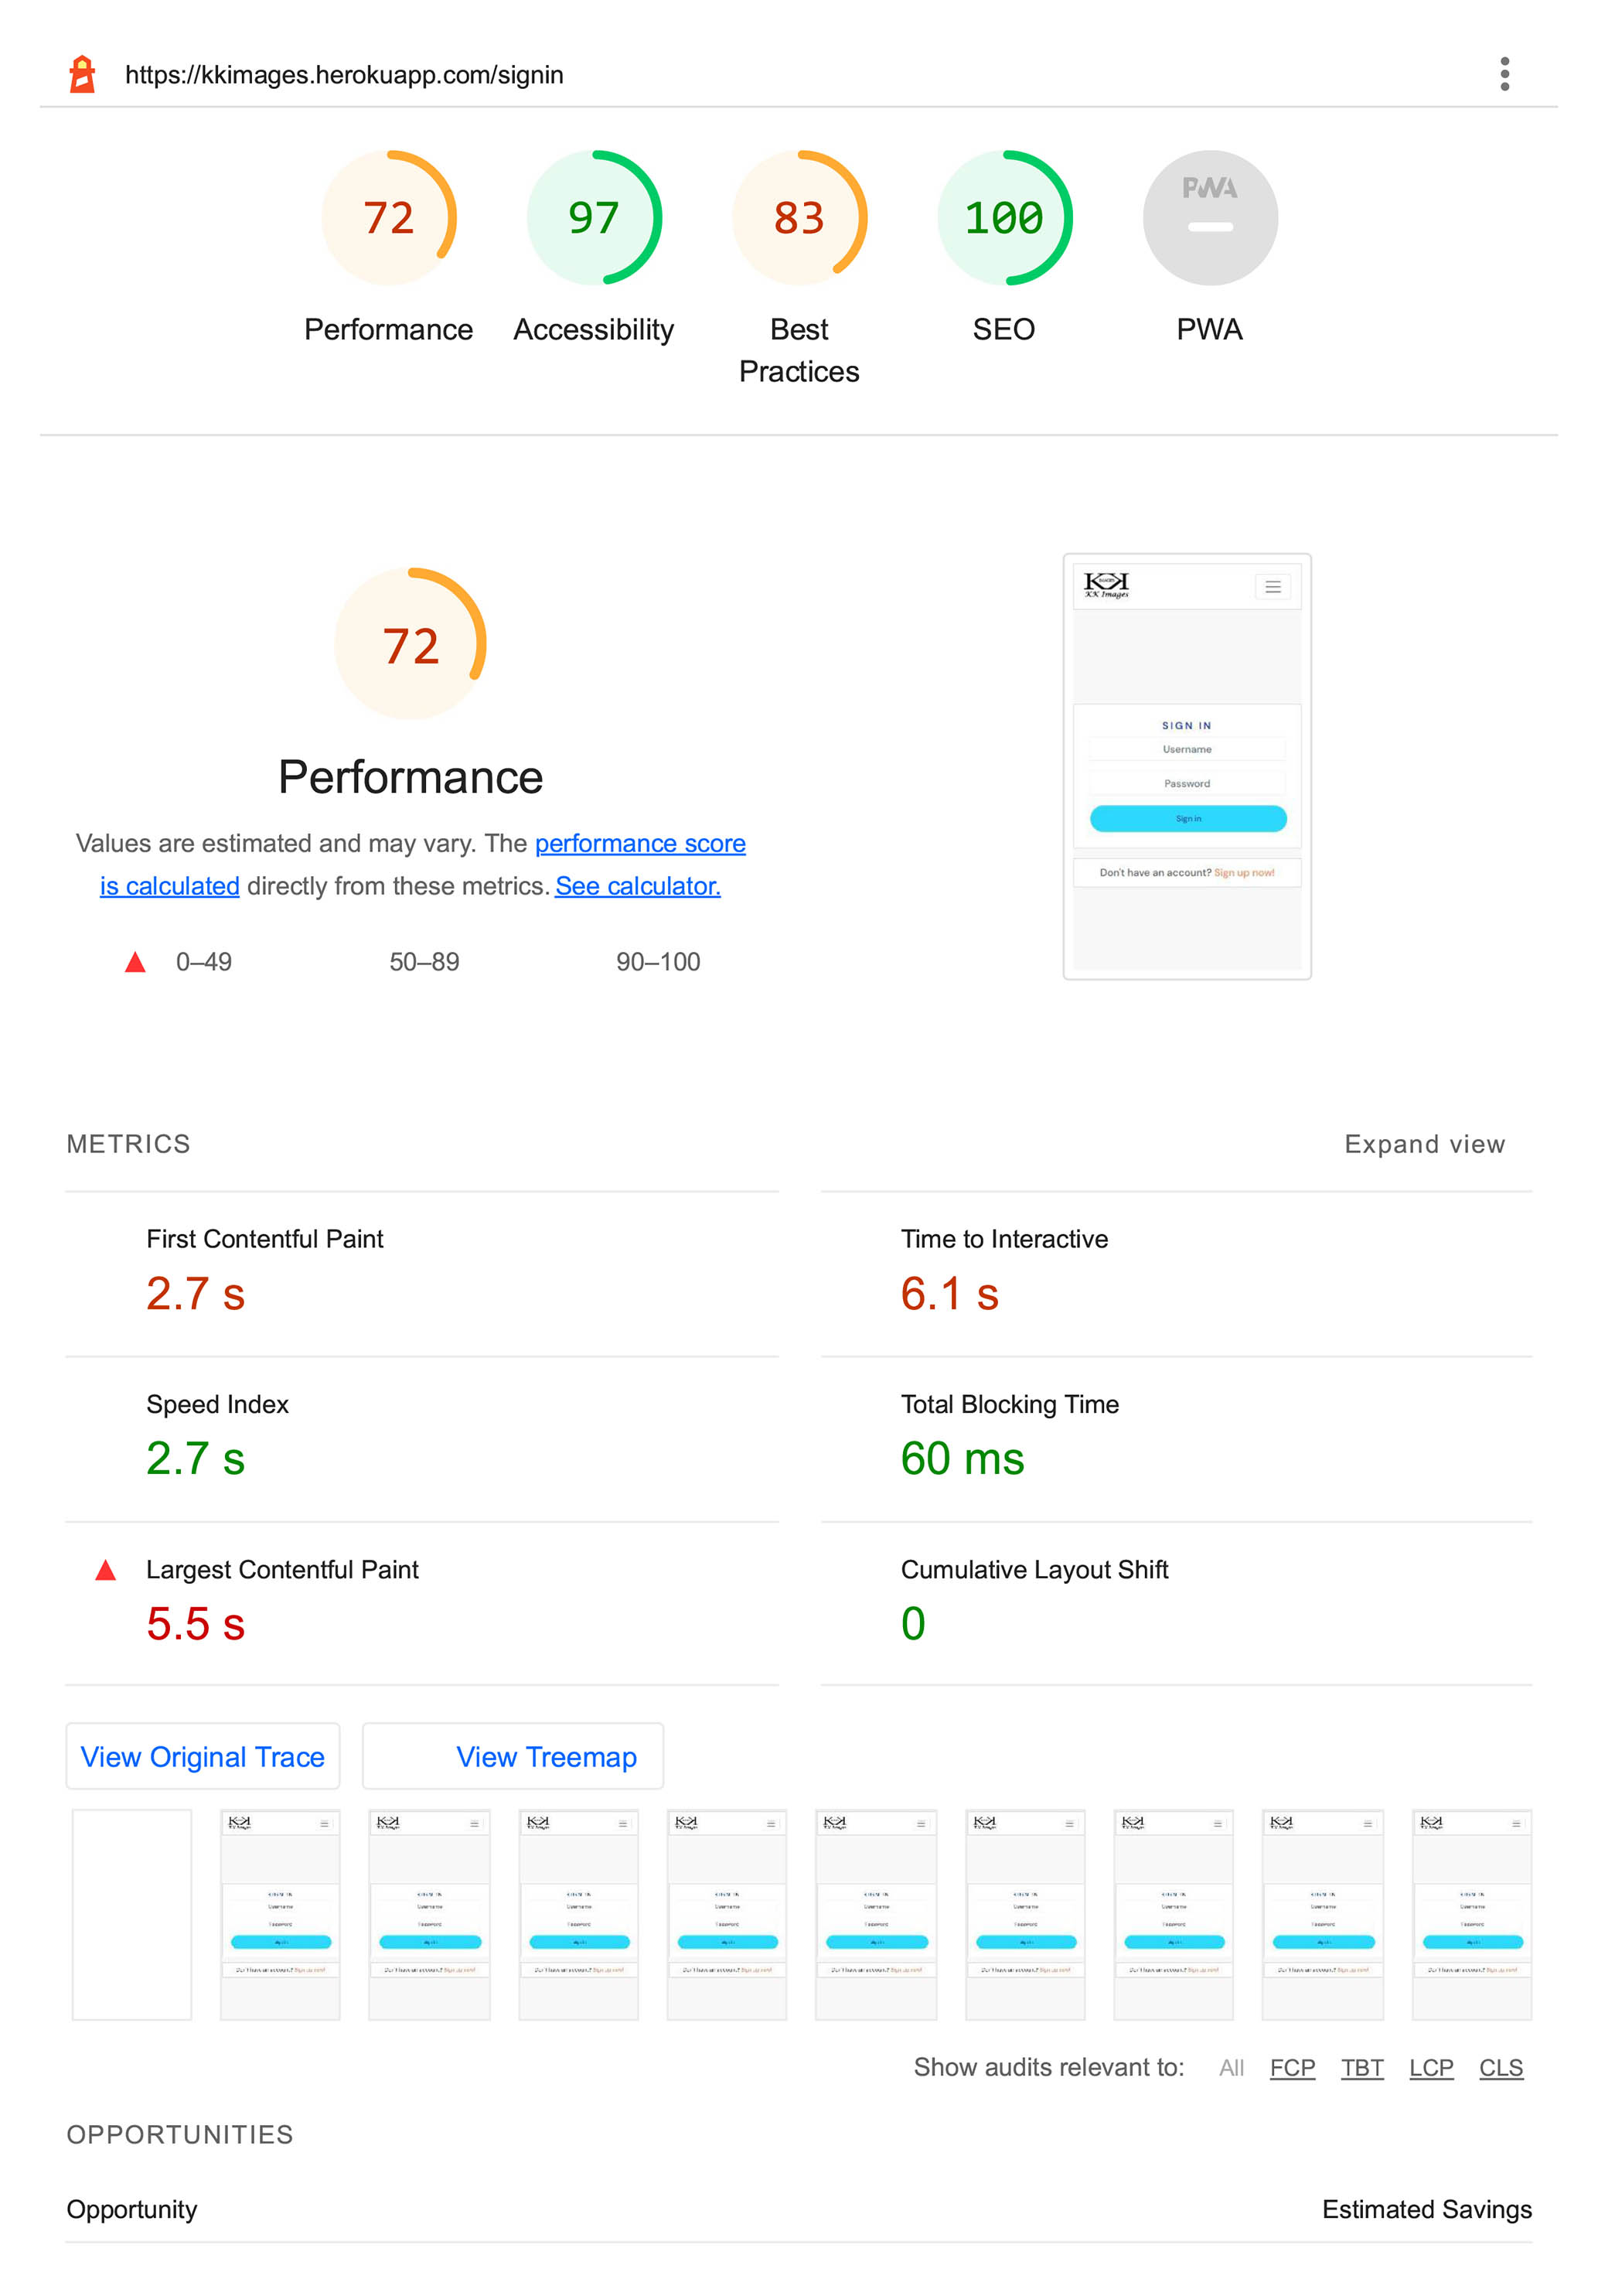 https://kkimages.herokuapp.com/signin
72
97
83
100
PWA
Performance
Accessibility
Best
Practices
SEO
PWA
72
Performance
Values are estimated and may vary. The performance score
is calculated directly from these metrics. See calculator.
0–49
50–89
90–100
KK Images
SIGN IN
Username
Password
Sign in
Don't have an account? Sign up now!
METRICS
Expand view
First Contentful Paint
2.7 s
Time to Interactive
6.1 s
Speed Index
2.7 s
Total Blocking Time
60 ms
Largest Contentful Paint
5.5 s
Cumulative Layout Shift
0
View Original Trace
View Treemap
Show audits relevant to: All FCP TBT LCP CLS
OPPORTUNITIES
Opportunity
Estimated Savings